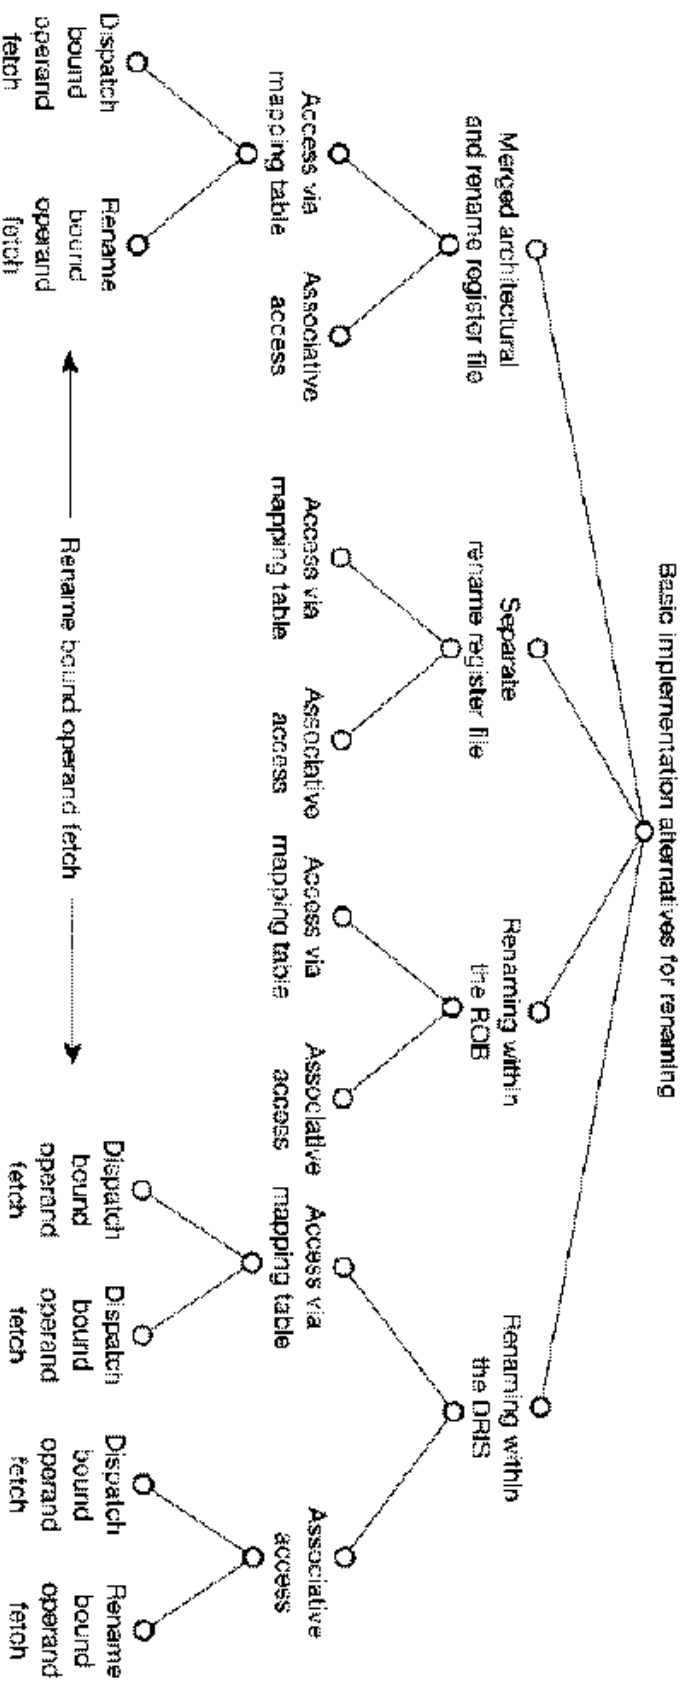 Basic implementation alternatives for renaming
Merged architectural
and rename register file
Separate
rename register file
Renaming within
the ROB
Renaming within
the DRIS
Access via
mapping table
Associative
access
Access via
mapping table
Associative
access
Access via
mapping table
Associative
access
Access via
mapping table
Associative
access
Dispatch
bound
operand
fetch
Rename
bound
operand
fetch
Rename bound operand fetch
Dispatch
bound
operand
fetch
Dispatch
bound
operand
fetch
Dispatch
bound
operand
fetch
Rename
bound
operand
fetch